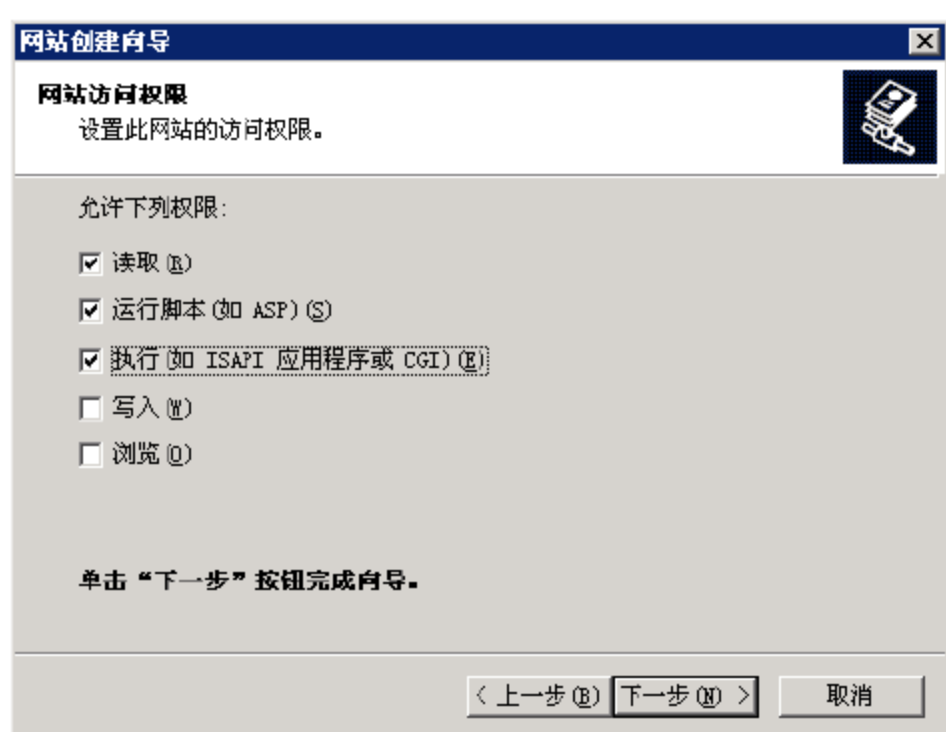 网站创建向导
网站访问权限
设置此网站的访问权限。
允许下列权限:
读取(R)
运行脚本(如 ASP)(S)
执行(如 ISAPI 应用程序或 CGI)(E)
写入(W)
浏览(O)
单击“下一步”按钮完成向导。
< 上一步(B) 下一步(N) > 取消